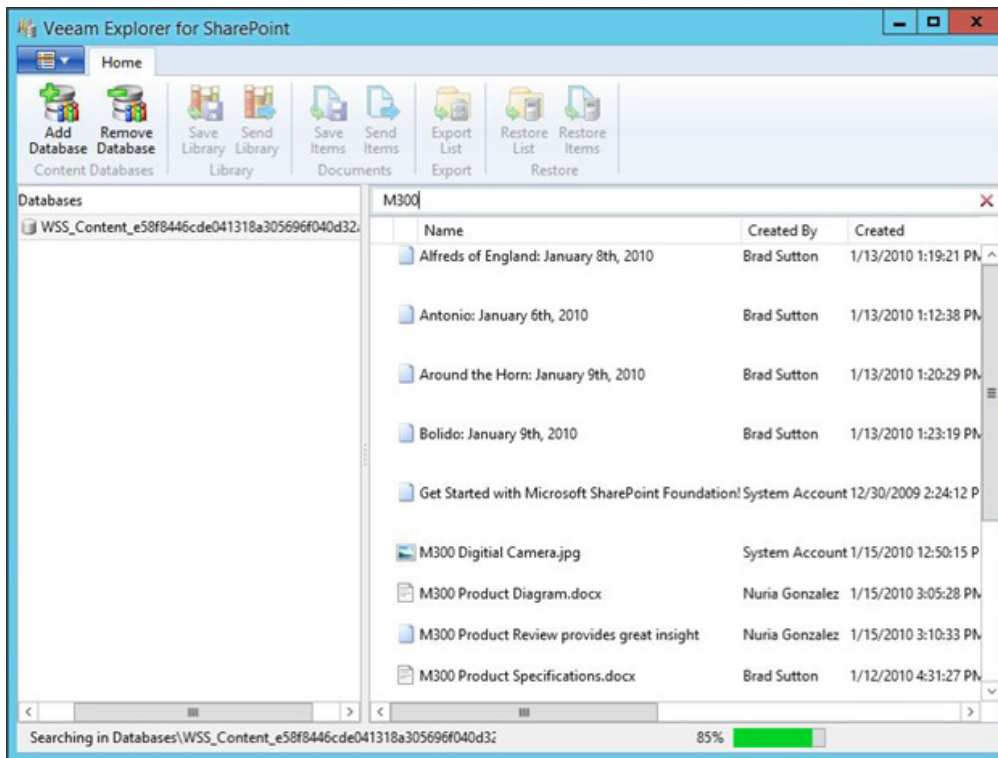 Veeam Explorer for SharePoint
Home
Add Database
Remove Database
Save Library
Send Library
Save Items
Send Items
Export List
Restore List
Restore Items
Content Databases
Library
Documents
Export
Restore
Databases
WSS_Content_e58f8446cde041318a305696f040d32
M300
Name Created By Created
Alfreds of England: January 8th, 2010 Brad Sutton 1/13/2010 1:19:21 PM
Antonio: January 6th, 2010 Brad Sutton 1/13/2010 1:12:38 PM
Around the Horn: January 9th, 2010 Brad Sutton 1/13/2010 1:20:29 PM
Bolido: January 9th, 2010 Brad Sutton 1/13/2010 1:23:19 PM
Get Started with Microsoft SharePoint Foundation! System Account 12/30/2009 2:24:12 P
M300 Digitial Camera.jpg System Account 1/15/2010 12:50:15 P
M300 Product Diagram.docx Nuria Gonzalez 1/15/2010 3:05:28 PM
M300 Product Review provides great insight Nuria Gonzalez 1/15/2010 3:10:33 PM
M300 Product Specifications.docx Brad Sutton 1/12/2010 4:31:27 PM
Searching in Databases\WSS_Content_e58f8446cde041318a305696f040d32 85%